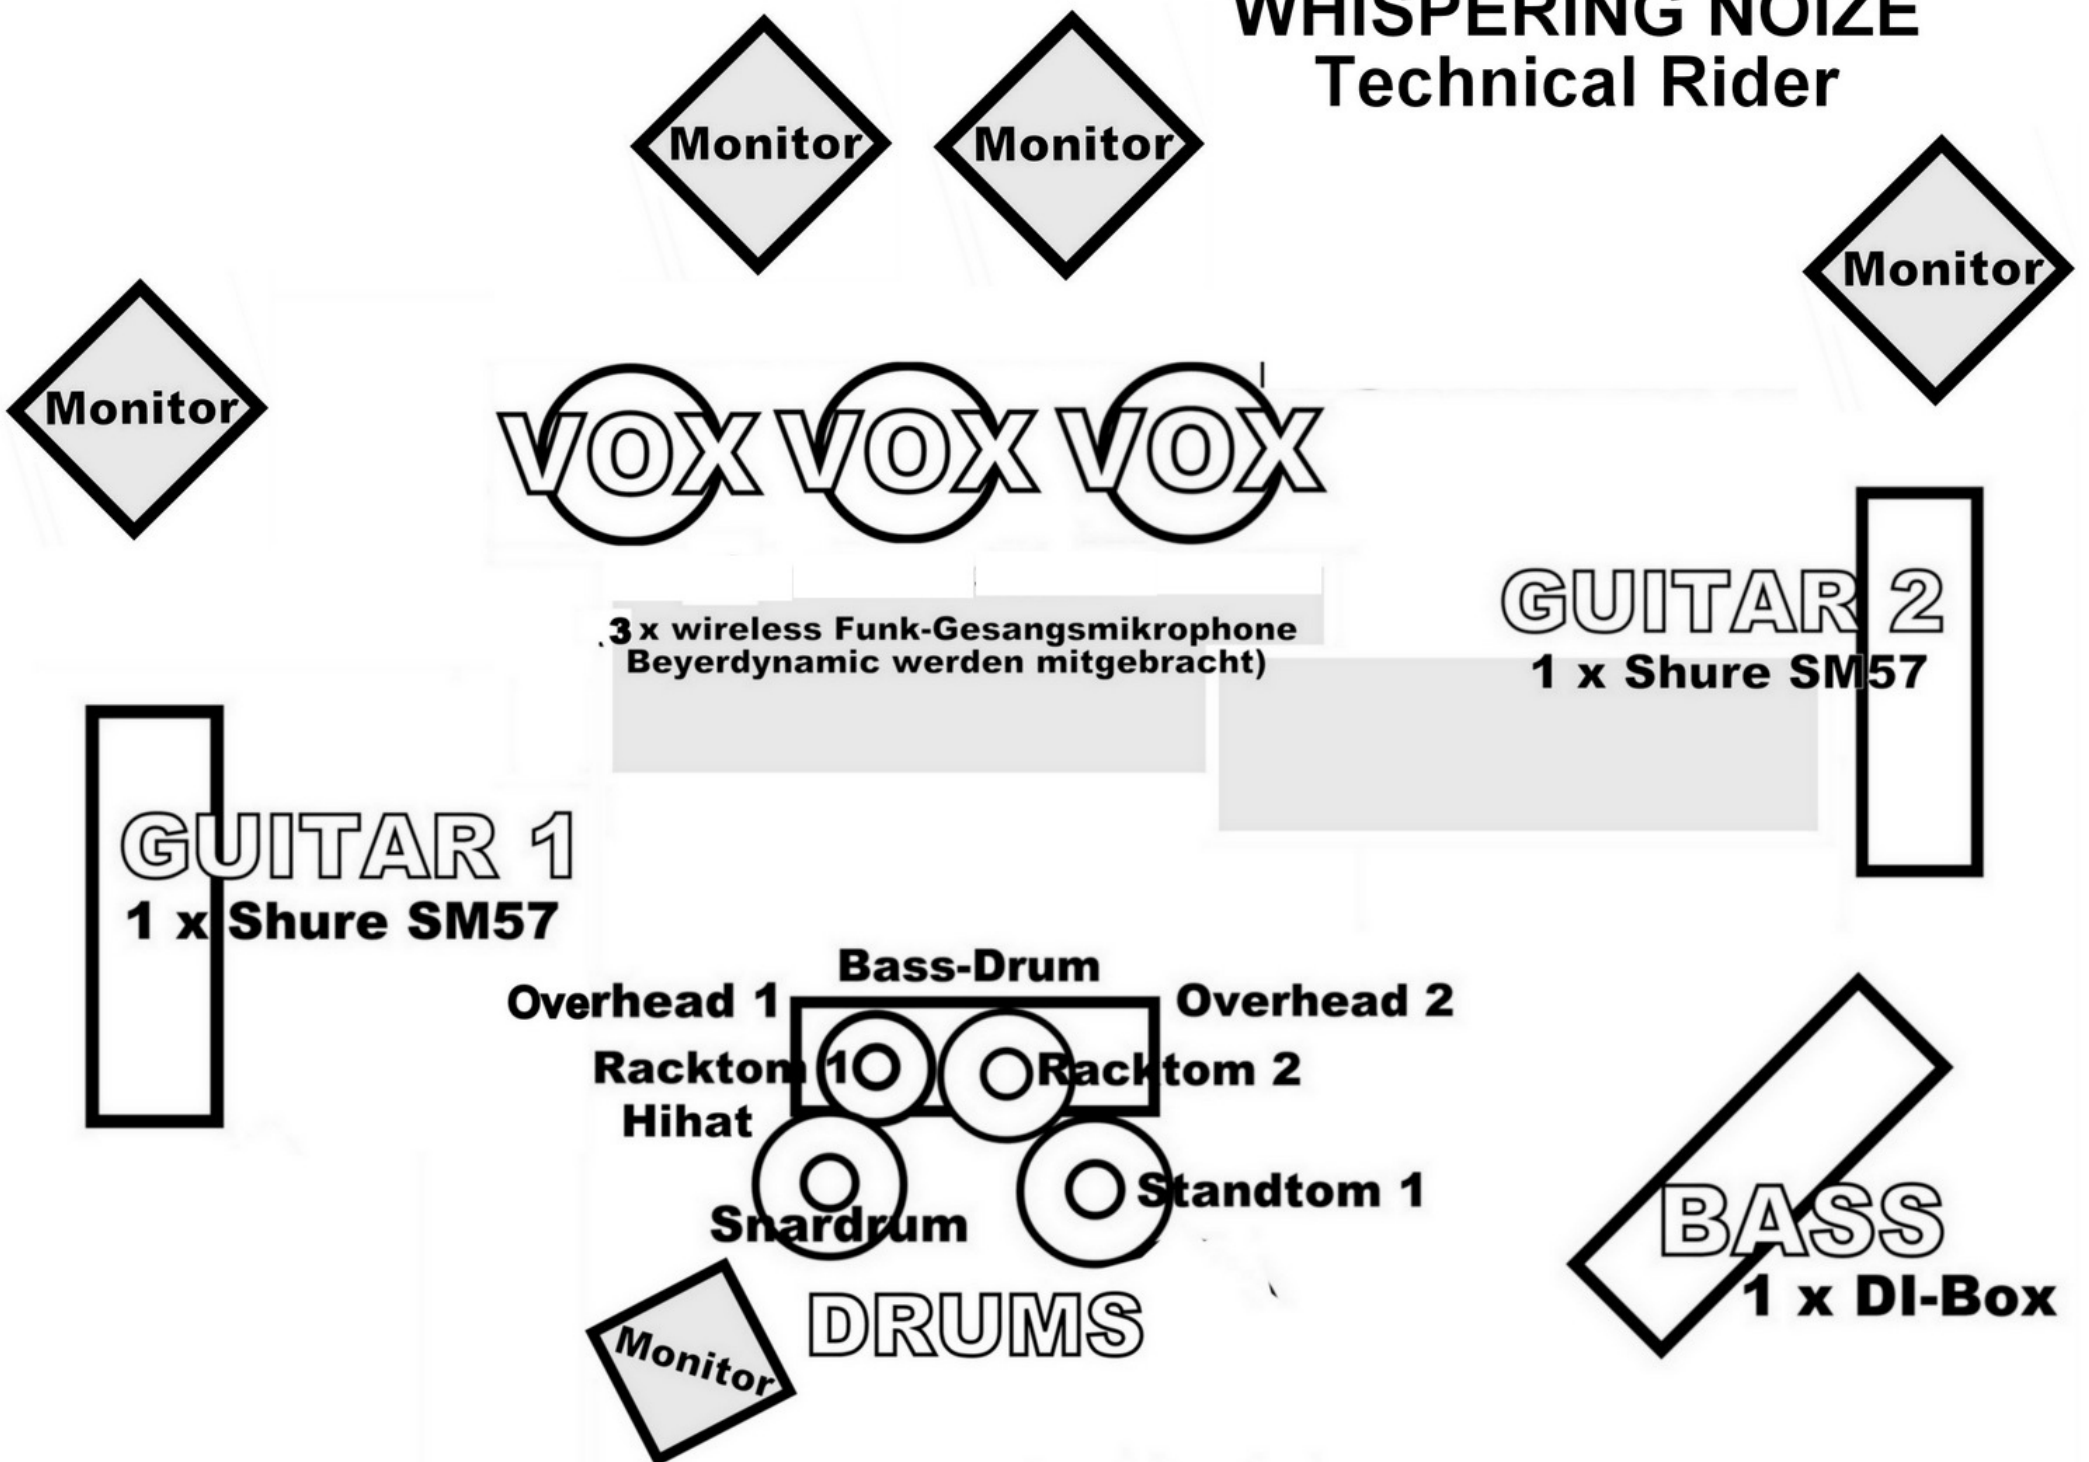 WHISPERING NOIZE
Technical Rider
Monitor
Monitor
Monitor
Monitor
VOX VOX VOX
3 x wireless Funk-Gesangsmikrophone
Beyerdynamic werden mitgebracht)
GUITAR 2
1 x Shure SM57
GUITAR 1
1 x Shure SM57
Bass-Drum
Overhead 1
Overhead 2
Racktom 1
Racktom 2
Hihat
Standtom 1
Snardrum
BASS
1 x DI-Box
DRUMS
Monitor